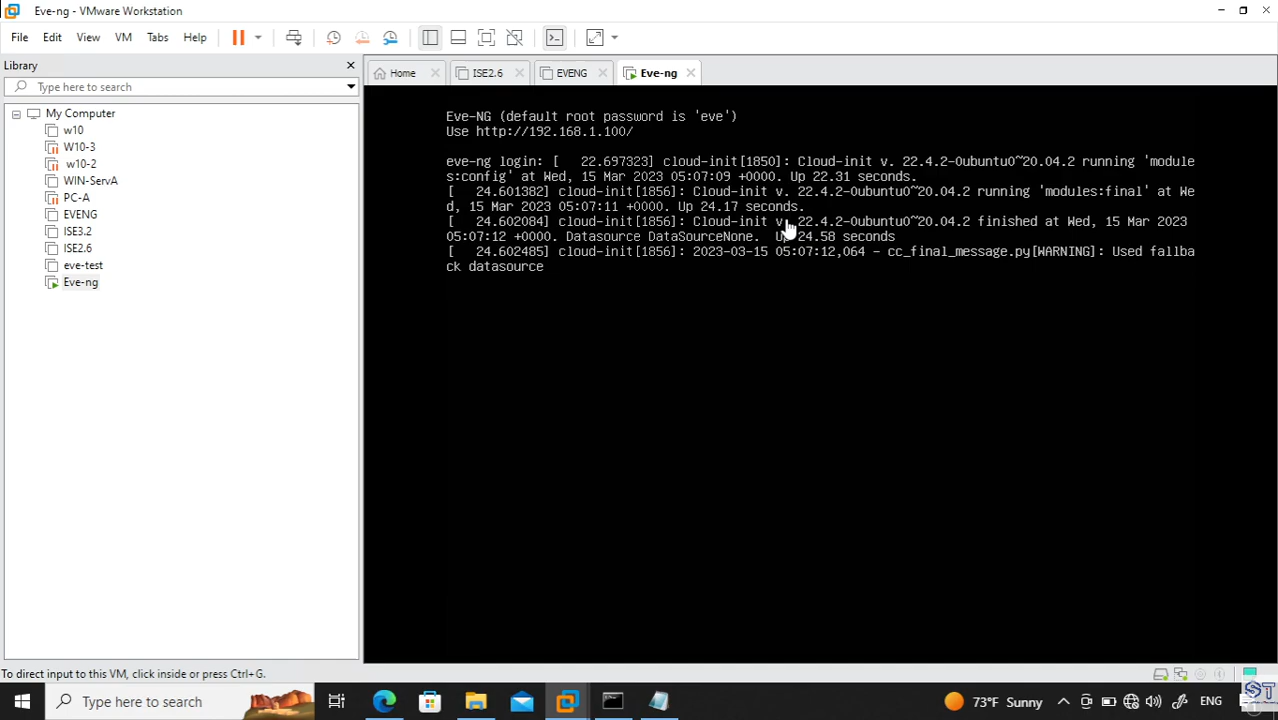 Eve-ng - VMware Workstation
File Edit View VM Tabs Help
Library
Type here to search
My Computer
w10
W10-3
w10-2
WIN-ServA
PC-A
EVENG
ISE3.2
ISE2.6
eve-test
Eve-ng
Home ISE2.6 EVENG Eve-ng
Eve-NG (default root password is 'eve')
Use http://192.168.1.100/
eve-ng login: [   22.697323] cloud-init[1850]: Cloud-init v. 22.4.2-0ubuntu0~20.04.2 running 'module
s:config' at Wed, 15 Mar 2023 05:07:09 +0000. Up 22.31 seconds.
[   24.601382] cloud-init[1856]: Cloud-init v. 22.4.2-0ubuntu0~20.04.2 running 'modules:final' at We
d, 15 Mar 2023 05:07:11 +0000. Up 24.17 seconds.
[   24.602084] cloud-init[1856]: Cloud-init v. 22.4.2-0ubuntu0~20.04.2 finished at Wed, 15 Mar 2023
05:07:12 +0000. Datasource DataSourceNone.  Up 24.58 seconds
[   24.602485] cloud-init[1856]: 2023-03-15 05:07:12,064 - cc_final_message.py[WARNING]: Used fallba
ck datasource
To direct input to this VM, click inside or press Ctrl+G.
Type here to search
73°F Sunny
ENG
ST